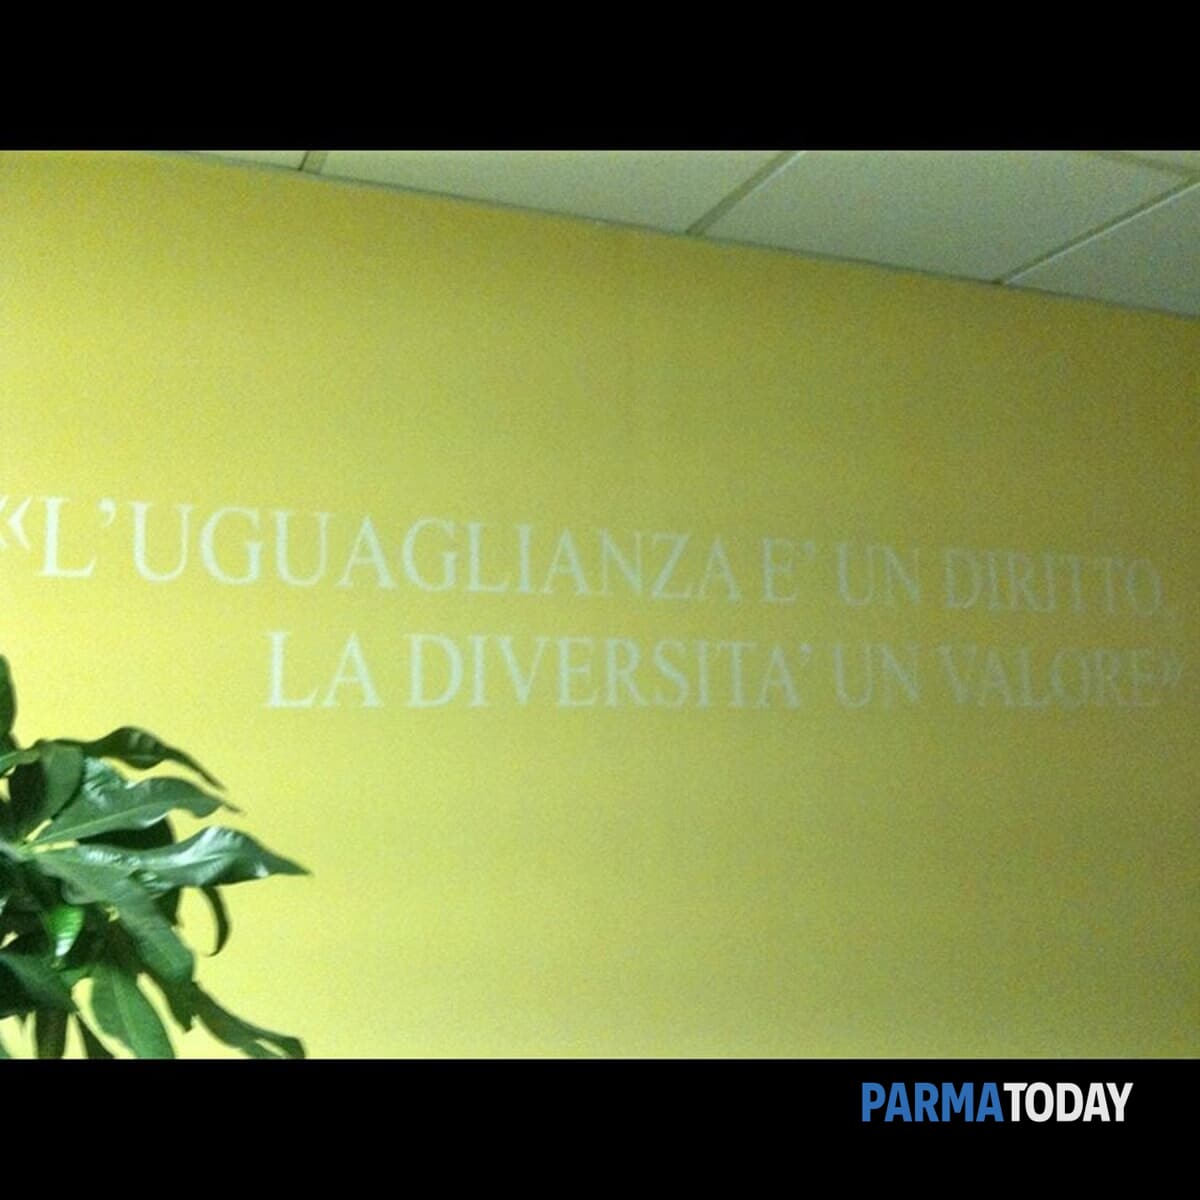 «L’UGUAGLIANZA E’ UN DIRITTO,
LA DIVERSITA’ UN VALORE»
PARMATODAY